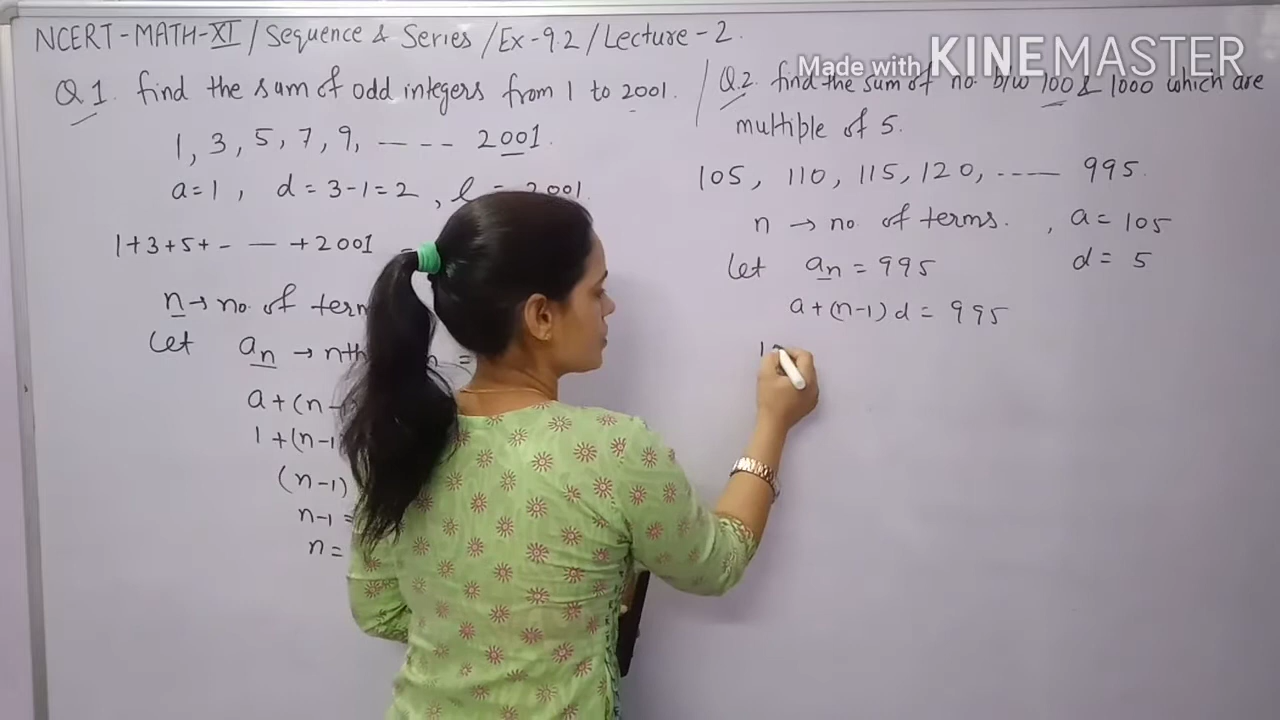 NCERT-MATH-XI / Sequence & Series / Ex-9.2 / Lecture-2.
Made with KINEMASTER
Q1. find the sum of odd integers from 1 to 2001.
1, 3, 5, 7, 9, ---- 2001.
a=1, d = 3-1=2, l = 2001.
1+3+5+- — +2001 =
n→ no. of term
Let an → nth n =
a+(n-1
1+(n-1
(n-1)
n-1 =
n =
Q.2. find the sum of no. b/w 100 & 1000 which are
multiple of 5.
105, 110, 115, 120, ---- 995.
n → no. of terms. , a = 105
Let an = 995 d = 5
a+(n-1)d = 995